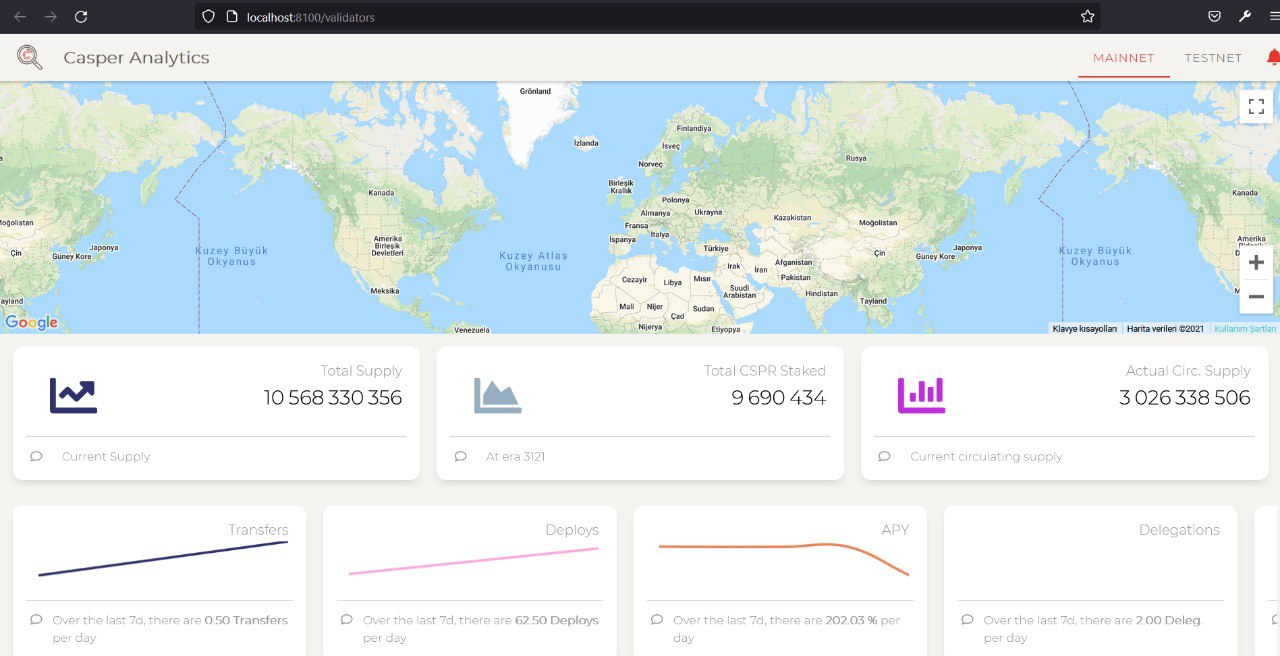 localhost:8100/validators
Casper Analytics
MAINNET
TESTNET
Grönland
İzlanda
Finlandiya
İsveç
Norveç
Rusya
Birleşik
Krallık
Polonya
Almanya
Ukrayna
Fransa
İtalya
İspanya
Türkiye
Kazakistan
Moğolistan
Çin
Güney Kore
Japonya
Kanada
Amerika
Birleşik
Devletleri
Meksika
Venezuela
Kuzey Büyük
Okyanus
Kuzey Atlas
Okyanusu
Cezayir
Libya
Mısır
Irak
İran
Afganistan
Pakistan
Suudi
Arabistan
Hindistan
Tayland
Mali
Nijer
Çad
Sudan
Nijerya
Etiyopya
Moğolistan
Çin
Güney Kore
Japonya
Tayland
Kuzey Büyük
Okyanus
Kanada
Amerika
Birleşik
Google
Klavye kısayolları
Harita verileri ©2021
Kullanım Şartları
Total Supply
10 568 330 356
Current Supply
Total CSPR Staked
9 690 434
At era 3121
Actual Circ. Supply
3 026 338 506
Current circulating supply
Transfers
Over the last 7d, there are 0.50 Transfers
per day
Deploys
Over the last 7d, there are 62.50 Deploys
per day
APY
Over the last 7d, there are 202.03 % per
day
Delegations
Over the last 7d, there are 2.00 Deleg.
per day